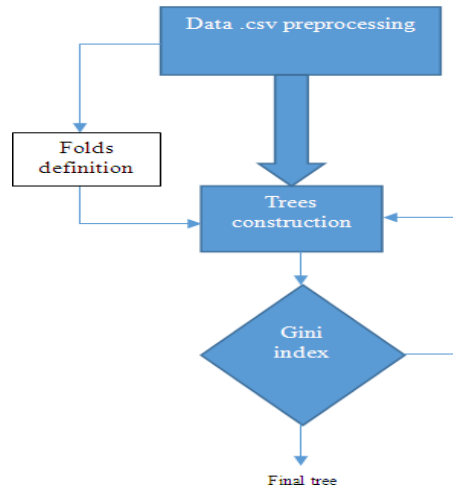 Data .csv preprocessing
Folds
definition
Trees
construction
Gini
index
Final tree